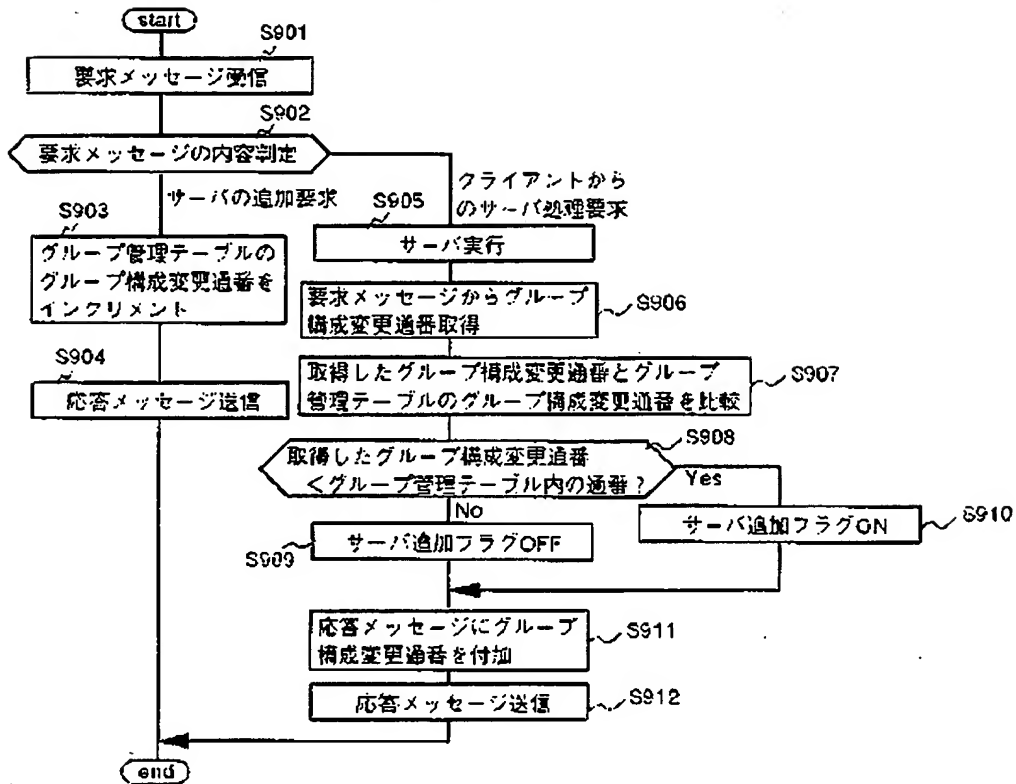 start
S901
要求メッセージ受信
S902
要求メッセージの内容判定
サーバの追加要求
クライアントから
のサーバ処理要求
S903
グループ管理テーブルの
グループ構成変更通番を
インクリメント
S904
応答メッセージ送信
S905
サーバ実行
要求メッセージからグループ
構成変更通番取得
S906
取得したグループ構成変更通番とグループ
管理テーブルのグループ構成変更通番を比較
S907
S908
取得したグループ構成変更通番
<グループ管理テーブル内の通番?
Yes
No
サーバ追加フラグON
S910
サーバ追加フラグOFF
S909
応答メッセージにグループ
構成変更通番を付加
S911
応答メッセージ送信
S912
end